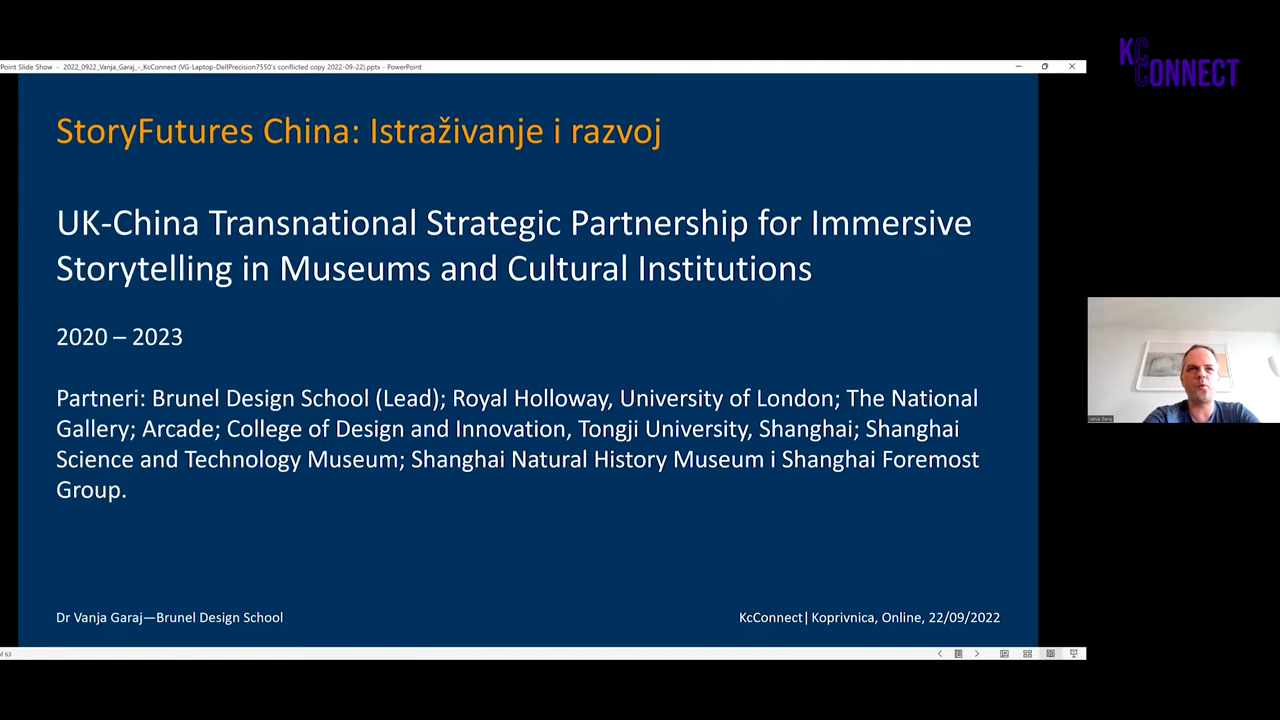 KC
CONNECT
Point Slide Show - 2022_0922_Vanja_Garaj_-_KcConnect (VG-Laptop-DellPrecision7550's conflicted copy 2022-09-22).pptx - PowerPoint
StoryFutures China: Istraživanje i razvoj
UK-China Transnational Strategic Partnership for Immersive
Storytelling in Museums and Cultural Institutions
2020 – 2023
Partneri: Brunel Design School (Lead); Royal Holloway, University of London; The National
Gallery; Arcade; College of Design and Innovation, Tongji University, Shanghai; Shanghai
Science and Technology Museum; Shanghai Natural History Museum i Shanghai Foremost
Group.
Vanja Garaj
Dr Vanja Garaj—Brunel Design School
KcConnect| Koprivnica, Online, 22/09/2022
of 63